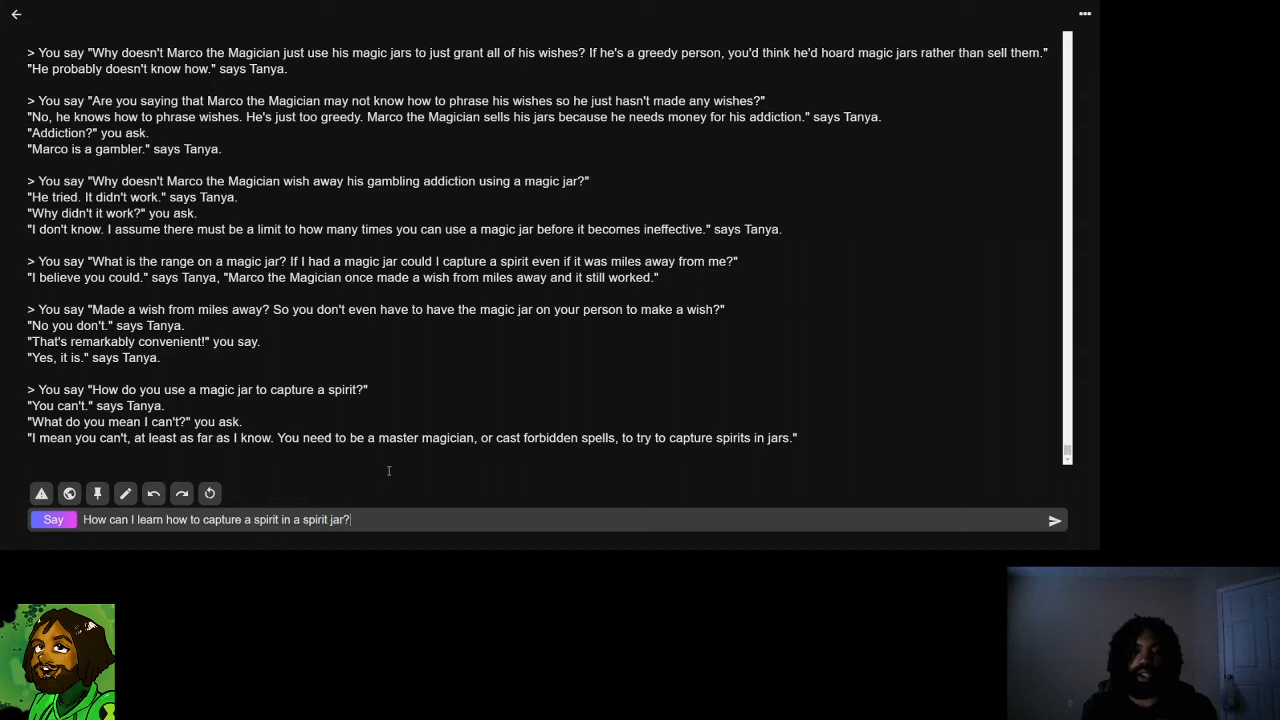 > You say "Why doesn't Marco the Magician just use his magic jars to just grant all of his wishes? If he's a greedy person, you'd think he'd hoard magic jars rather than sell them."
"He probably doesn't know how." says Tanya.
> You say "Are you saying that Marco the Magician may not know how to phrase his wishes so he just hasn't made any wishes?"
"No, he knows how to phrase wishes. He's just too greedy. Marco the Magician sells his jars because he needs money for his addiction." says Tanya.
"Addiction?" you ask.
"Marco is a gambler." says Tanya.
> You say "Why doesn't Marco the Magician wish away his gambling addiction using a magic jar?"
"He tried. It didn't work." says Tanya.
"Why didn't it work?" you ask.
"I don't know. I assume there must be a limit to how many times you can use a magic jar before it becomes ineffective." says Tanya.
> You say "What is the range on a magic jar? If I had a magic jar could I capture a spirit even if it was miles away from me?"
"I believe you could." says Tanya, "Marco the Magician once made a wish from miles away and it still worked."
> You say "Made a wish from miles away? So you don't even have to have the magic jar on your person to make a wish?"
"No you don't." says Tanya.
"That's remarkably convenient!" you say.
"Yes, it is." says Tanya.
> You say "How do you use a magic jar to capture a spirit?"
"You can't." says Tanya.
"What do you mean I can't?" you ask.
"I mean you can't, at least as far as I know. You need to be a master magician, or cast forbidden spells, to try to capture spirits in jars."
Say How can I learn how to capture a spirit in a spirit jar?